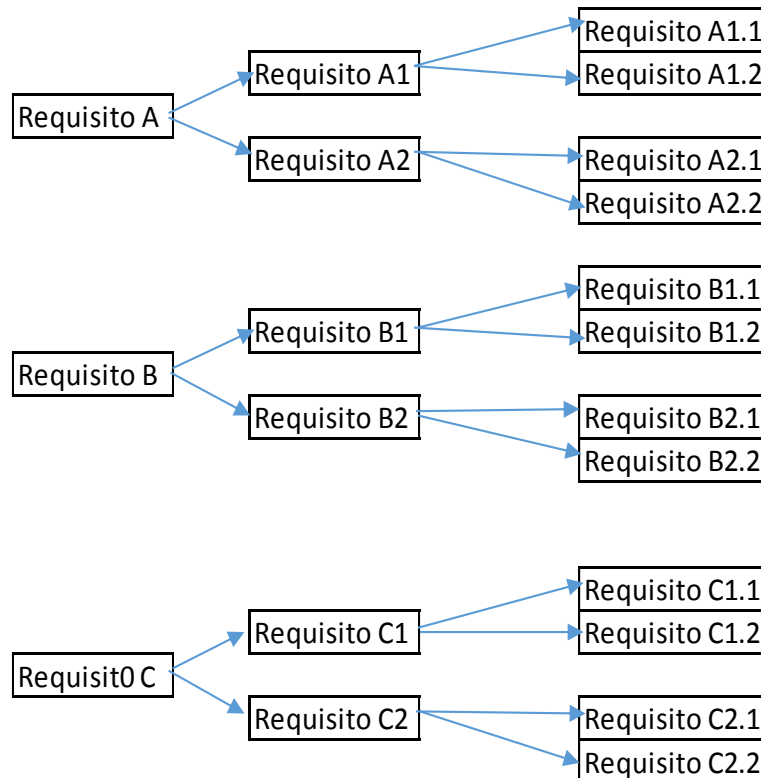 Requisito A1.1
Requisito A1
Requisito A1.2
Requisito A
Requisito A2
Requisito A2.1
Requisito A2.2
Requisito B1.1
Requisito B1
Requisito B1.2
Requisito B
Requisito B2
Requisito B2.1
Requisito B2.2
Requisito C1.1
Requisito C1
Requisito C1.2
Requisit0 C
Requisito C2
Requisito C2.1
Requisito C2.2